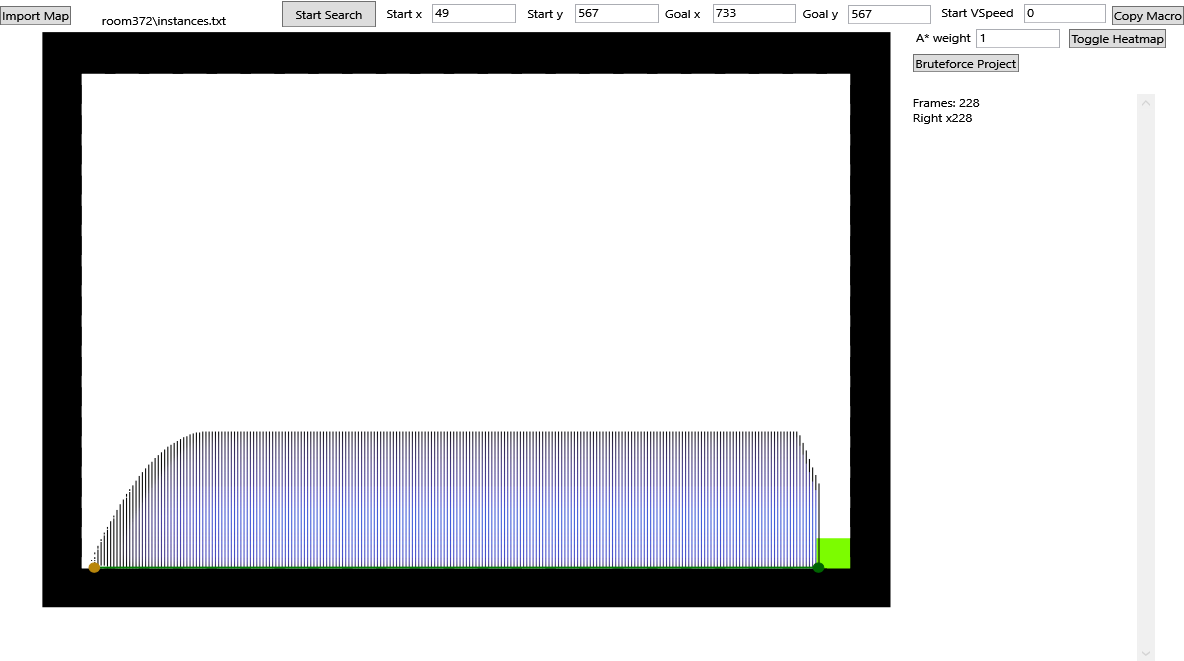 Import Map
room372\instances.txt
Start Search
Start x 49
Start y 567
Goal x 733
Goal y 567
Start VSpeed 0
Copy Macro
A* weight 1
Toggle Heatmap
Bruteforce Project
Frames: 228
Right x228